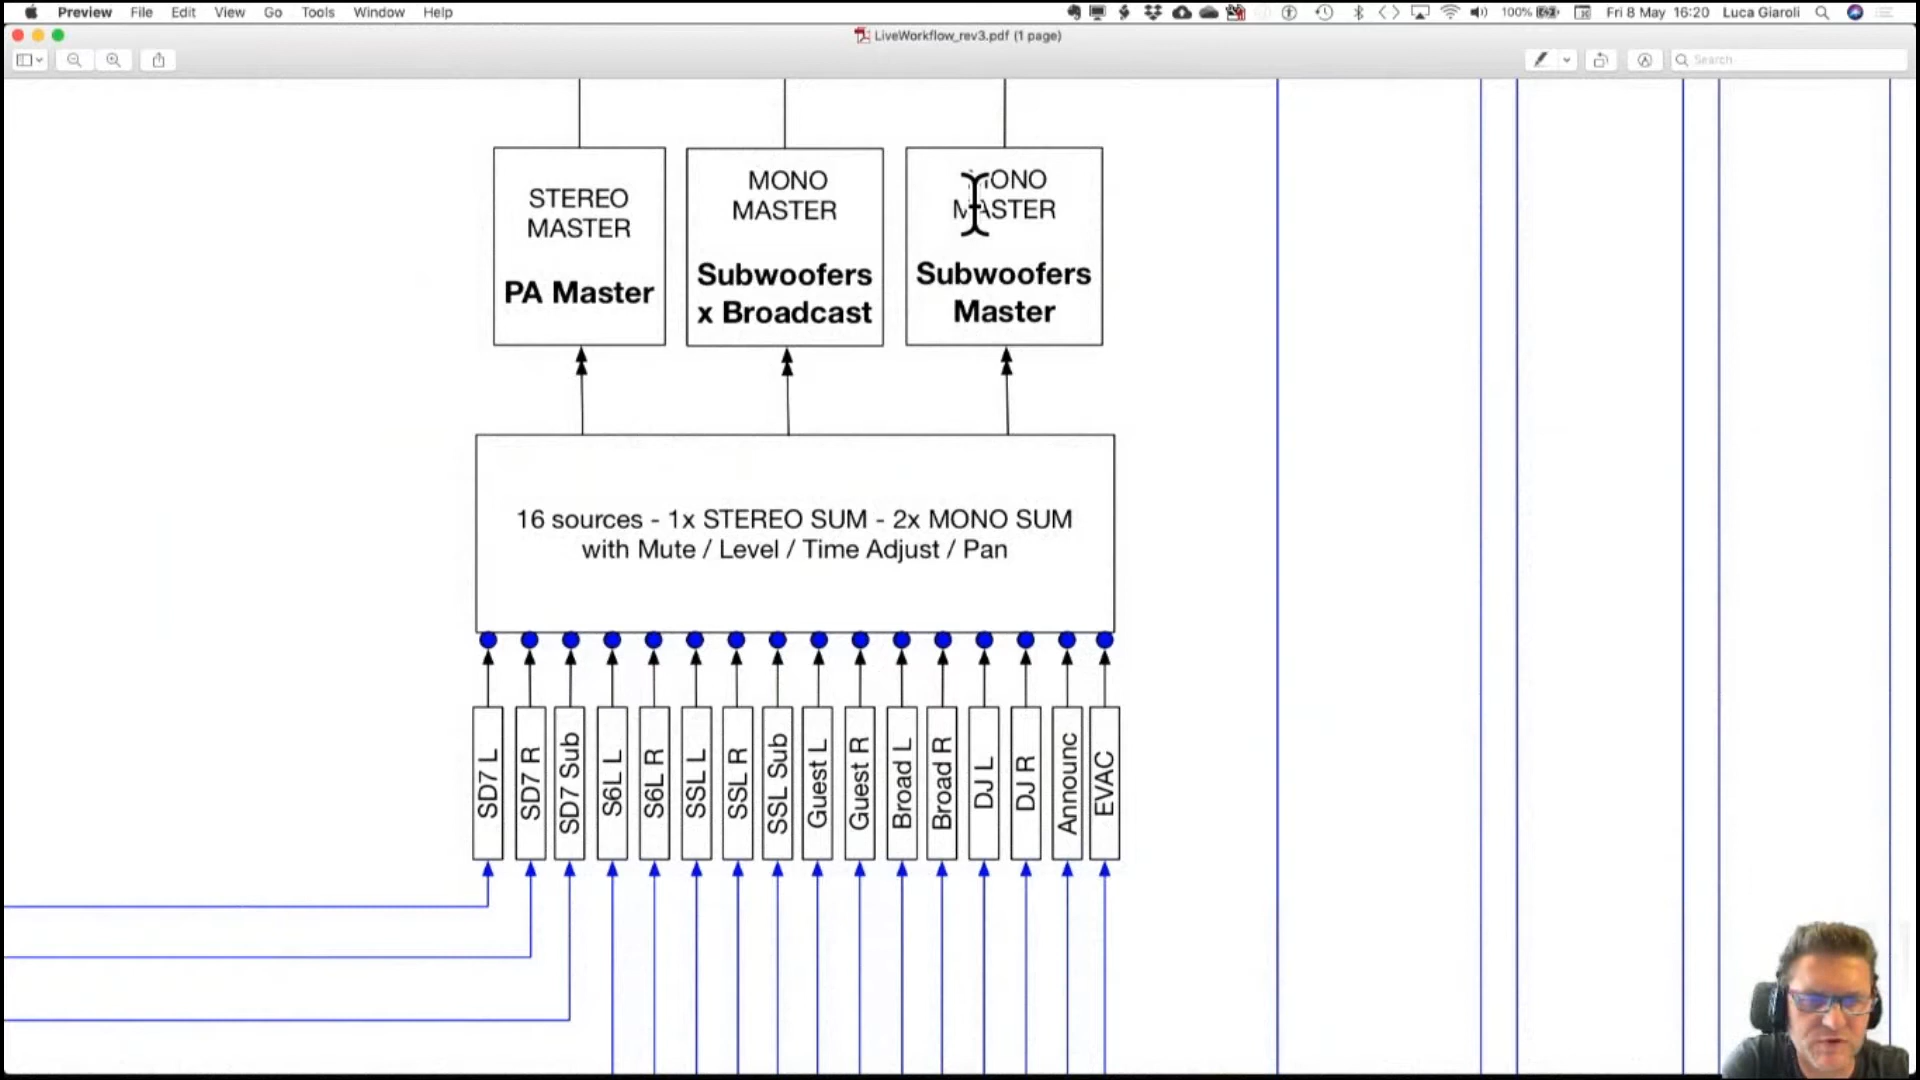 Preview File Edit View Go Tools Window Help
100% Fri 8 May 16:20 Luca Giaroli
LiveWorkflow_rev3.pdf (1 page)
Search
STEREO
MASTER
PA Master
MONO
MASTER
Subwoofers
x Broadcast
MONO
MASTER
Subwoofers
Master
16 sources - 1x STEREO SUM - 2x MONO SUM
with Mute / Level / Time Adjust / Pan
SD7 L
SD7 R
SD7 Sub
S6L L
S6L R
SSL L
SSL R
SSL Sub
Guest L
Guest R
Broad L
Broad R
DJ L
DJ R
Announc
EVAC